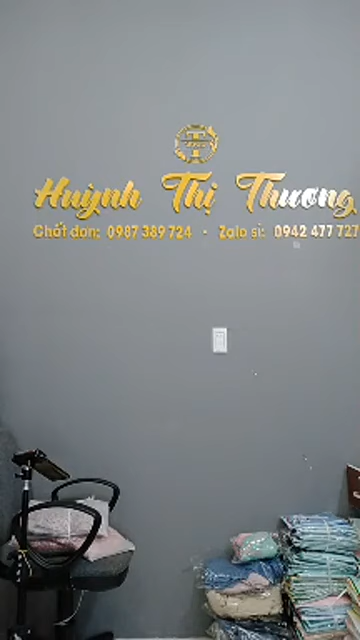 Huỳnh Thị Thương
Chốt đơn: 0987 389 724 - Zalo sỉ: 0942 477 727